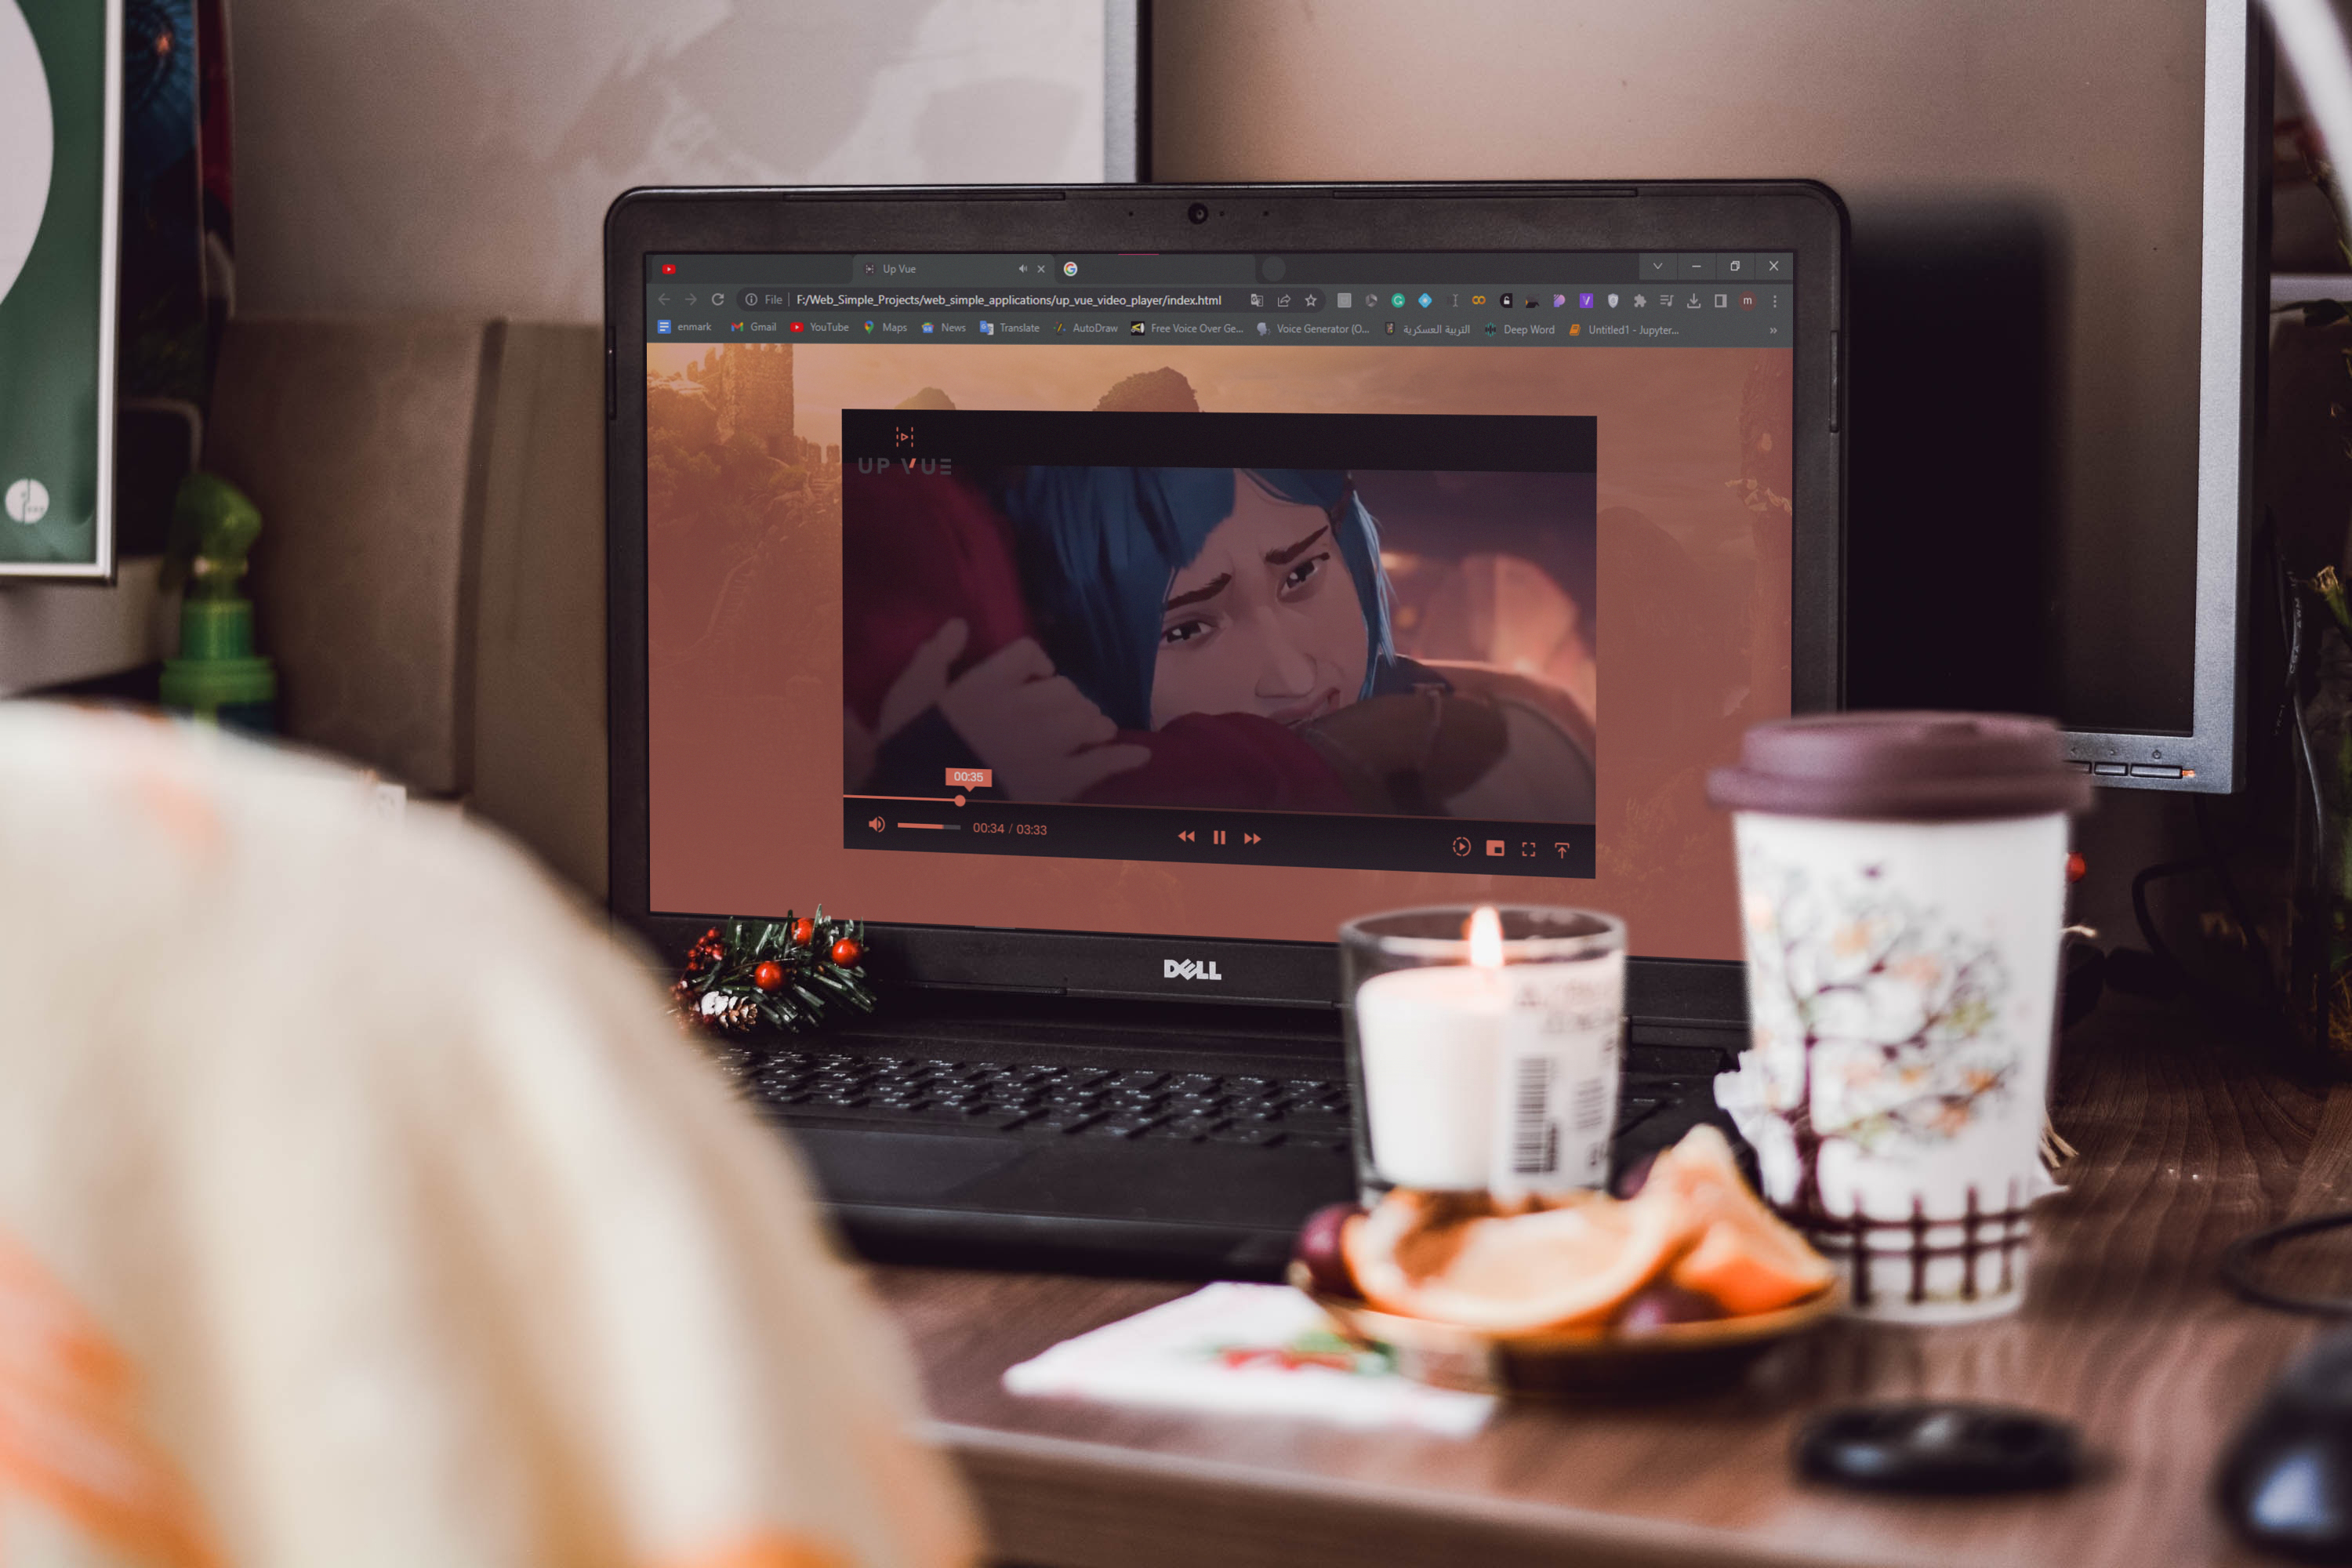 Up Vue
File F:/Web_Simple_Projects/web_simple_applications/up_vue_video_player/index.html m
enmark Gmail YouTube Maps News Translate AutoDraw Free Voice Over Ge... Voice Generator (O... التربية العسكرية Deep Word Untitled1 - Jupyter... »
UP VUE
00:35
00:34 / 03:33
DELL